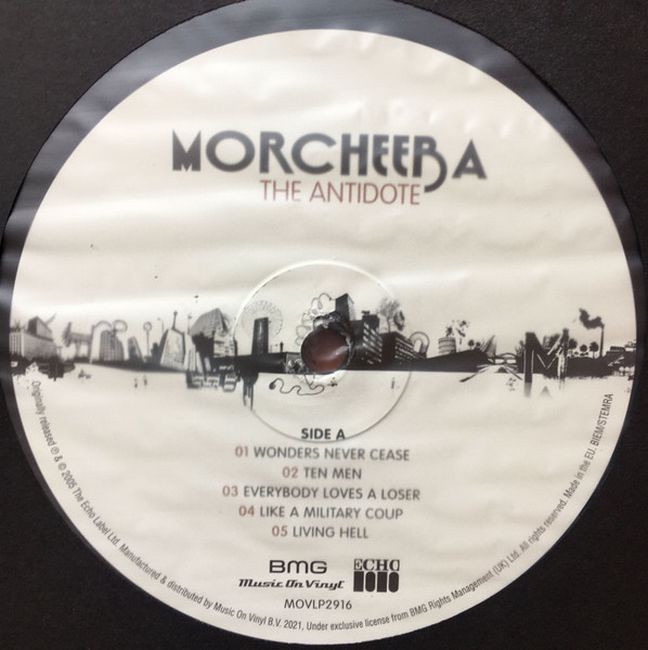 MORCHEEBA
THE ANTIDOTE
M
SIDE A
01 WONDERS NEVER CEASE
02 TEN MEN
03 EVERYBODY LOVES A LOSER
04 LIKE A MILITARY COUP
05 LIVING HELL
BMG
ECHO
Music On Vinyl
MOVLP2916
Originally released ℗ & © 2005 The Echo Label Ltd. Manufactured & distributed by Music On Vinyl B.V. 2021, Under exclusive license from BMG Rights Management (UK) Ltd. All rights reserved. Made in the EU. BIEM/STEMRA